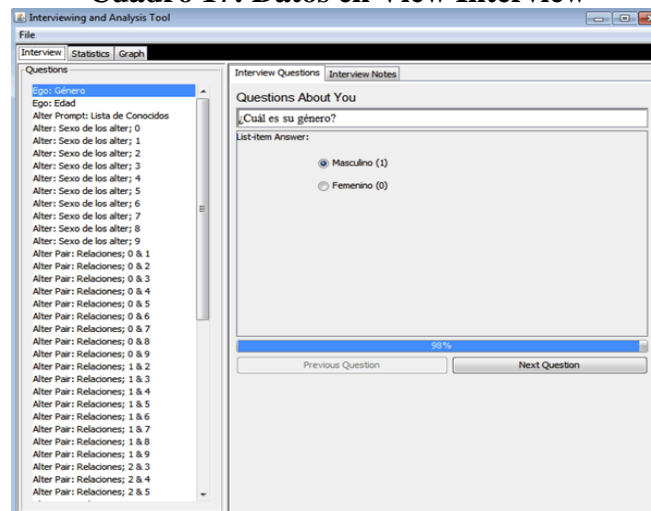 Cuadro 17. Datos en View Interview
Interviewing and Analysis Tool
File
Interview Statistics Graph
Questions
Ego: Género
Ego: Edad
Alter Prompt: Lista de Conocidos
Alter: Sexo de los alter; 0
Alter: Sexo de los alter; 1
Alter: Sexo de los alter; 2
Alter: Sexo de los alter; 3
Alter: Sexo de los alter; 4
Alter: Sexo de los alter; 5
Alter: Sexo de los alter; 6
Alter: Sexo de los alter; 7
Alter: Sexo de los alter; 8
Alter: Sexo de los alter; 9
Alter Pair: Relaciones; 0 & 1
Alter Pair: Relaciones; 0 & 2
Alter Pair: Relaciones; 0 & 3
Alter Pair: Relaciones; 0 & 4
Alter Pair: Relaciones; 0 & 5
Alter Pair: Relaciones; 0 & 6
Alter Pair: Relaciones; 0 & 7
Alter Pair: Relaciones; 0 & 8
Alter Pair: Relaciones; 0 & 9
Alter Pair: Relaciones; 1 & 2
Alter Pair: Relaciones; 1 & 3
Alter Pair: Relaciones; 1 & 4
Alter Pair: Relaciones; 1 & 5
Alter Pair: Relaciones; 1 & 6
Alter Pair: Relaciones; 1 & 7
Alter Pair: Relaciones; 1 & 8
Alter Pair: Relaciones; 1 & 9
Alter Pair: Relaciones; 2 & 3
Alter Pair: Relaciones; 2 & 4
Alter Pair: Relaciones; 2 & 5
Interview Questions Interview Notes
Questions About You
¿Cuál es su género?
List-item Answer:
Masculino (1)
Femenino (0)
98%
Previous Question Next Question